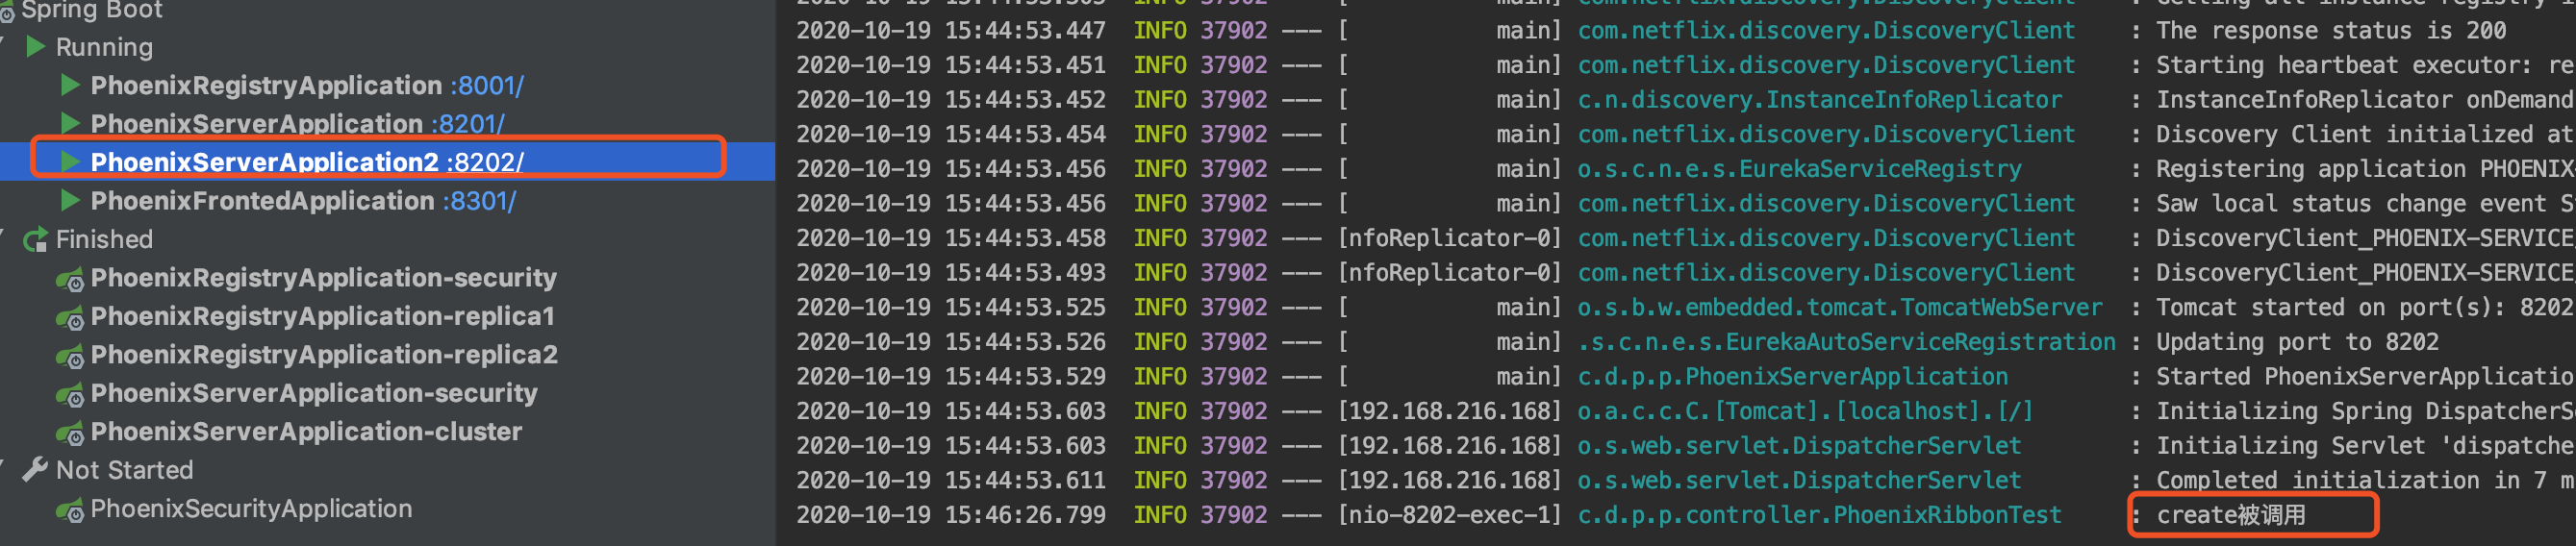 Spring Boot
Running
PhoenixRegistryApplication :8001/
PhoenixServerApplication :8201/
PhoenixServerApplication2 :8202/
PhoenixFrontedApplication :8301/
Finished
PhoenixRegistryApplication-security
PhoenixRegistryApplication-replica1
PhoenixRegistryApplication-replica2
PhoenixServerApplication-security
PhoenixServerApplication-cluster
Not Started
PhoenixSecurityApplication
2020-10-19 15:44:53.447 INFO 37902 --- [ main] com.netflix.discovery.DiscoveryClient : The response status is 200
2020-10-19 15:44:53.451 INFO 37902 --- [ main] com.netflix.discovery.DiscoveryClient : Starting heartbeat executor: re
2020-10-19 15:44:53.452 INFO 37902 --- [ main] c.n.discovery.InstanceInfoReplicator : InstanceInfoReplicator onDemand
2020-10-19 15:44:53.454 INFO 37902 --- [ main] com.netflix.discovery.DiscoveryClient : Discovery Client initialized at
2020-10-19 15:44:53.456 INFO 37902 --- [ main] o.s.c.n.e.s.EurekaServiceRegistry : Registering application PHOENIX-
2020-10-19 15:44:53.456 INFO 37902 --- [ main] com.netflix.discovery.DiscoveryClient : Saw local status change event S
2020-10-19 15:44:53.458 INFO 37902 --- [nfoReplicator-0] com.netflix.discovery.DiscoveryClient : DiscoveryClient_PHOENIX-SERVICE
2020-10-19 15:44:53.493 INFO 37902 --- [nfoReplicator-0] com.netflix.discovery.DiscoveryClient : DiscoveryClient_PHOENIX-SERVICE
2020-10-19 15:44:53.525 INFO 37902 --- [ main] o.s.b.w.embedded.tomcat.TomcatWebServer : Tomcat started on port(s): 8202
2020-10-19 15:44:53.526 INFO 37902 --- [ main] .s.c.n.e.s.EurekaAutoServiceRegistration : Updating port to 8202
2020-10-19 15:44:53.529 INFO 37902 --- [ main] c.d.p.p.PhoenixServerApplication : Started PhoenixServerApplicatio
2020-10-19 15:44:53.603 INFO 37902 --- [192.168.216.168] o.a.c.c.C.[Tomcat].[localhost].[/] : Initializing Spring DispatcherS
2020-10-19 15:44:53.603 INFO 37902 --- [192.168.216.168] o.s.web.servlet.DispatcherServlet : Initializing Servlet 'dispatche
2020-10-19 15:44:53.611 INFO 37902 --- [192.168.216.168] o.s.web.servlet.DispatcherServlet : Completed initialization in 7 m
2020-10-19 15:46:26.799 INFO 37902 --- [nio-8202-exec-1] c.d.p.p.controller.PhoenixRibbonTest : create被调用